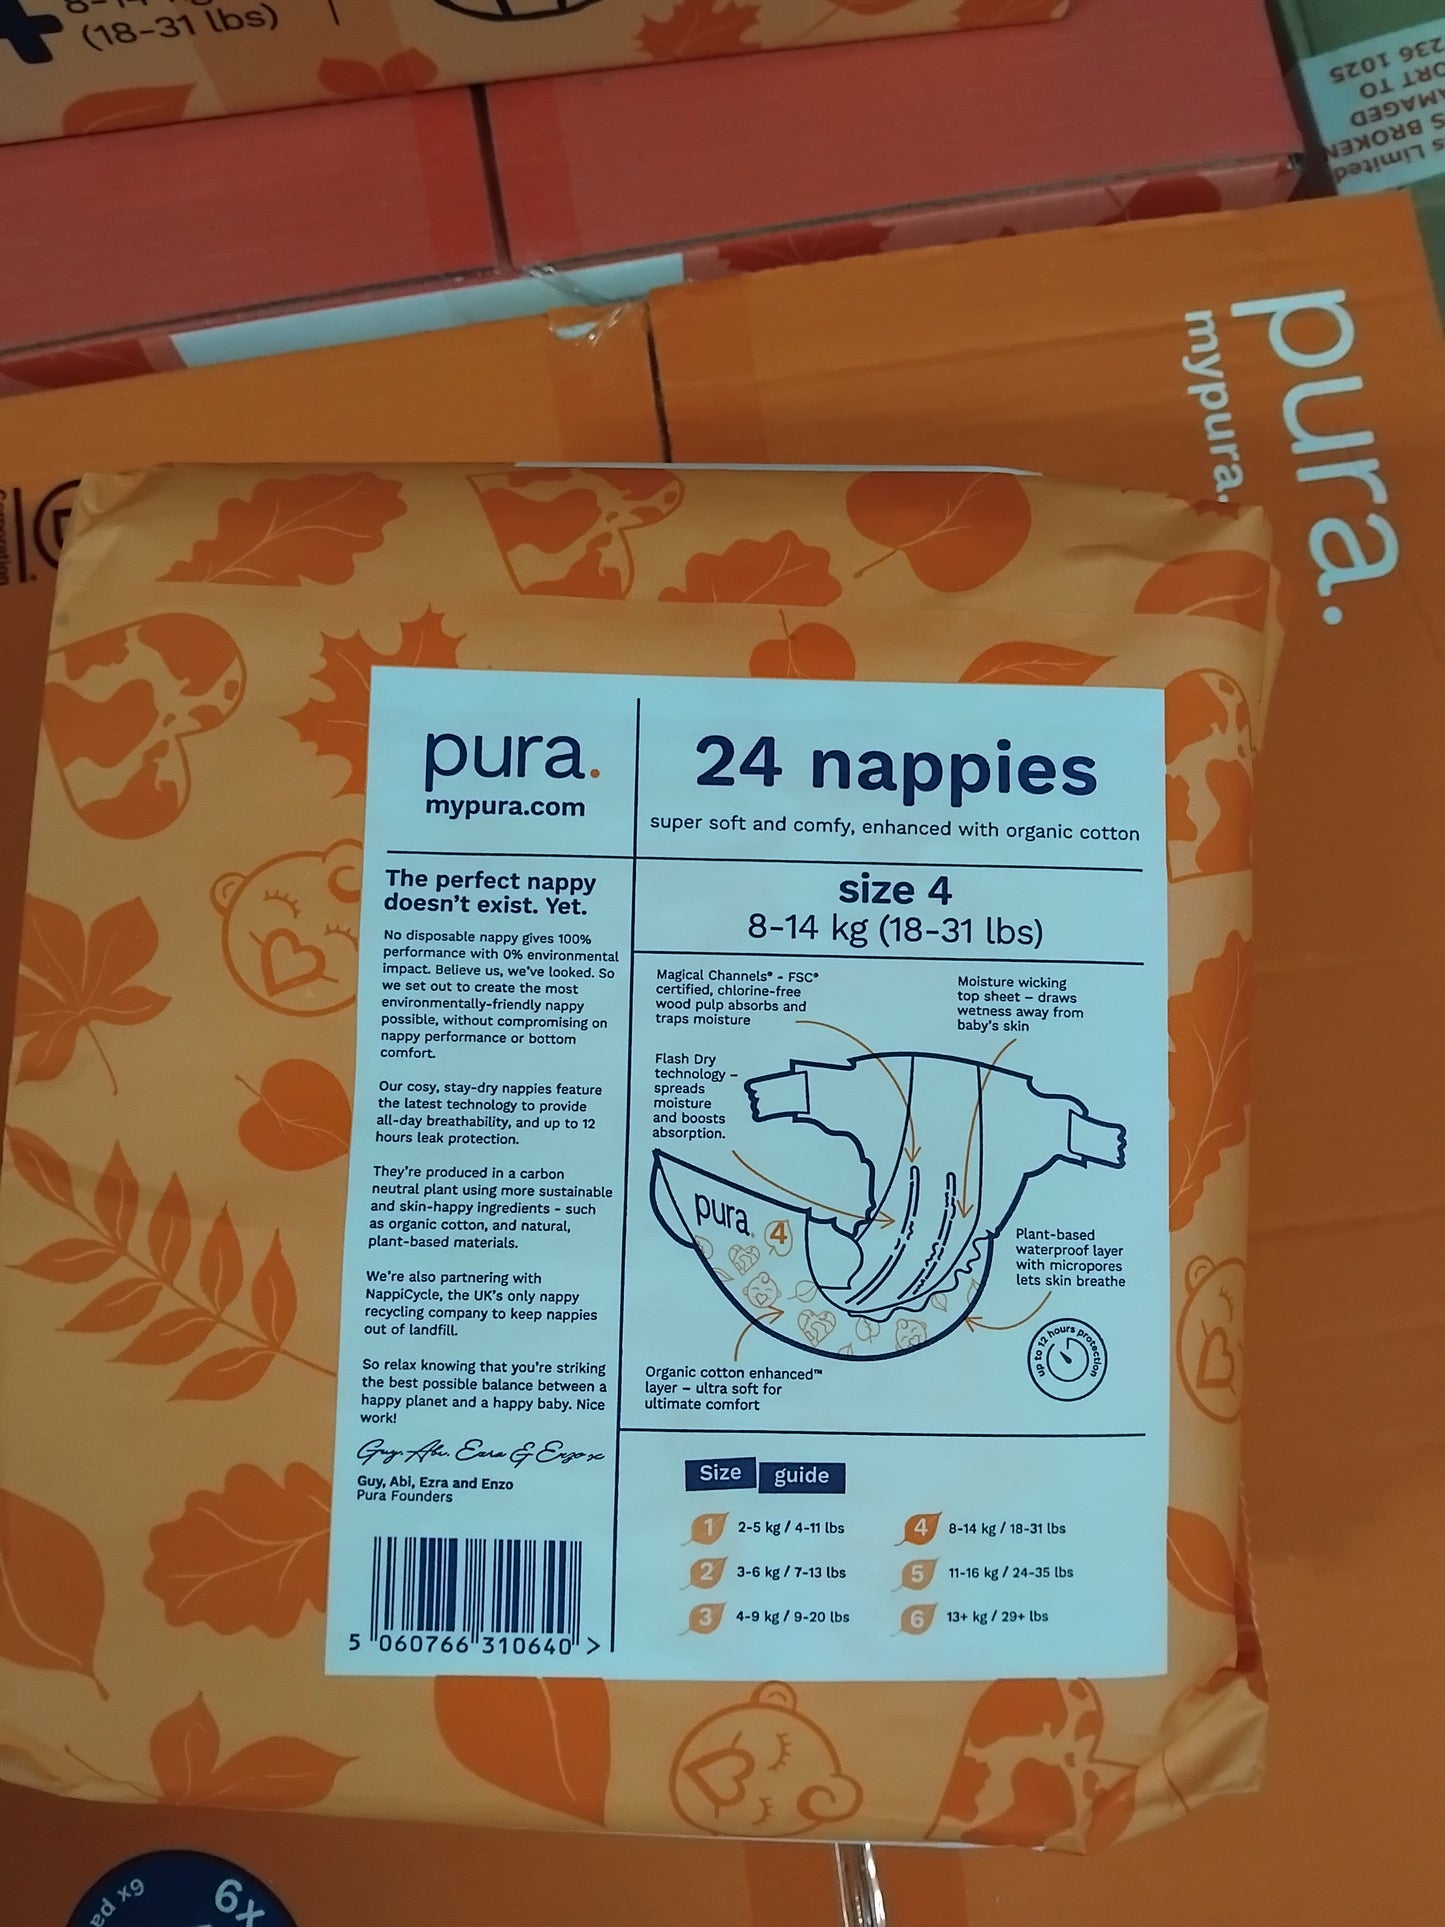 (18-31 lbs)
236 1025
ORT TO
AMAGED
S BROKEN
s Limited
pura.
mypura.
pura.
mypura.com
24 nappies
super soft and comfy, enhanced with organic cotton
size 4
8-14 kg (18-31 lbs)
The perfect nappy
doesn't exist. Yet.
No disposable nappy gives 100%
performance with 0% environmental
impact. Believe us, we've looked. So
we set out to create the most
environmentally-friendly nappy
possible, without compromising on
nappy performance or bottom
comfort.
Our cosy, stay-dry nappies feature
the latest technology to provide
all-day breathability, and up to 12
hours leak protection.
They're produced in a carbon
neutral plant using more sustainable
and skin-happy ingredients - such
as organic cotton, and natural,
plant-based materials.
We're also partnering with
NappiCycle, the UK's only nappy
recycling company to keep nappies
out of landfill.
So relax knowing that you're striking
the best possible balance between a
happy planet and a happy baby. Nice
work!
Guy, Abi, Ezra & Enzo x
Guy, Abi, Ezra and Enzo
Pura Founders
5 060766 310640 >
Magical Channels® - FSC®
certified, chlorine-free
wood pulp absorbs and
traps moisture
Moisture wicking
top sheet – draws
wetness away from
baby's skin
Flash Dry
technology –
spreads
moisture
and boosts
absorption.
pura.
4
Plant-based
waterproof layer
with micropores
lets skin breathe
up to 12 hours protection
Organic cotton enhanced™
layer – ultra soft for
ultimate comfort
Size guide
1 2-5 kg / 4-11 lbs
2 3-6 kg / 7-13 lbs
3 4-9 kg / 9-20 lbs
4 8-14 kg / 18-31 lbs
5 11-16 kg / 24-35 lbs
6 13+ kg / 29+ lbs
6x pa